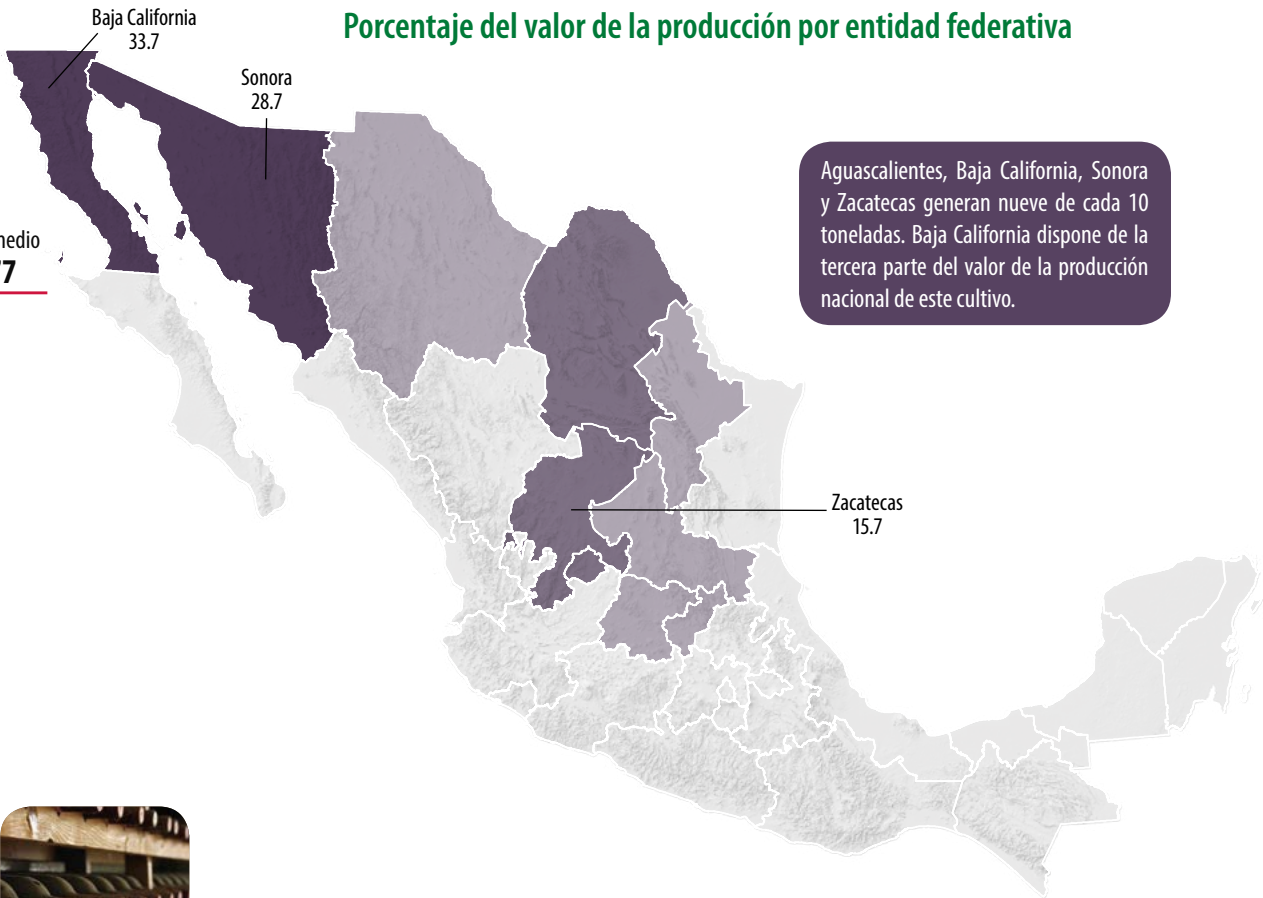 Porcentaje del valor de la producción por entidad federativa
Baja California
33.7
Sonora
28.7
Aguascalientes, Baja California, Sonora
y Zacatecas generan nueve de cada 10
toneladas. Baja California dispone de la
tercera parte del valor de la producción
nacional de este cultivo.
Zacatecas
15.7